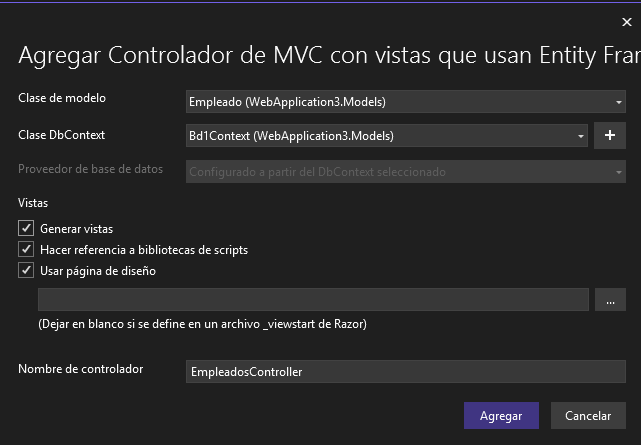 Agregar Controlador de MVC con vistas que usan Entity Fra
Clase de modelo
Empleado (WebApplication3.Models)
Clase DbContext
Bd1Context (WebApplication3.Models)
+
Proveedor de base de datos
Configurado a partir del DbContext seleccionado
Vistas
Generar vistas
Hacer referencia a bibliotecas de scripts
Usar página de diseño
...
(Dejar en blanco si se define en un archivo _viewstart de Razor)
Nombre de controlador
EmpleadosController
Agregar
Cancelar